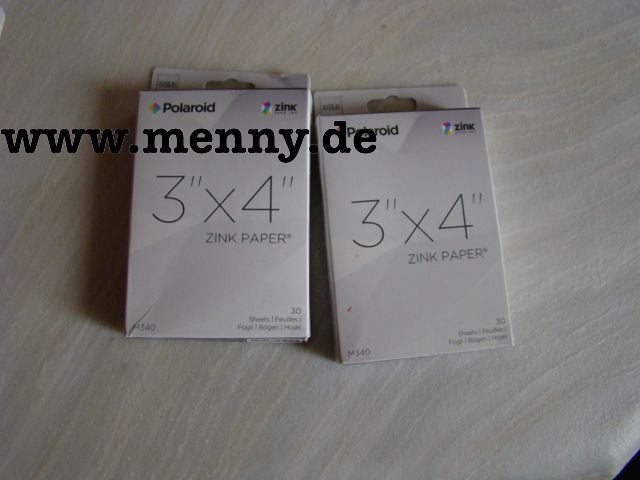 Polaroid
zink
www.menny.de
3"x4"
ZINK PAPER®
30
Sheets | Feuilles |
Fogli | Bögen | Hojas
M340
Polaroid
zink
3"x4"
ZINK PAPER®
30
Sheets | Feuilles |
Fogli | Bögen | Hojas
M340